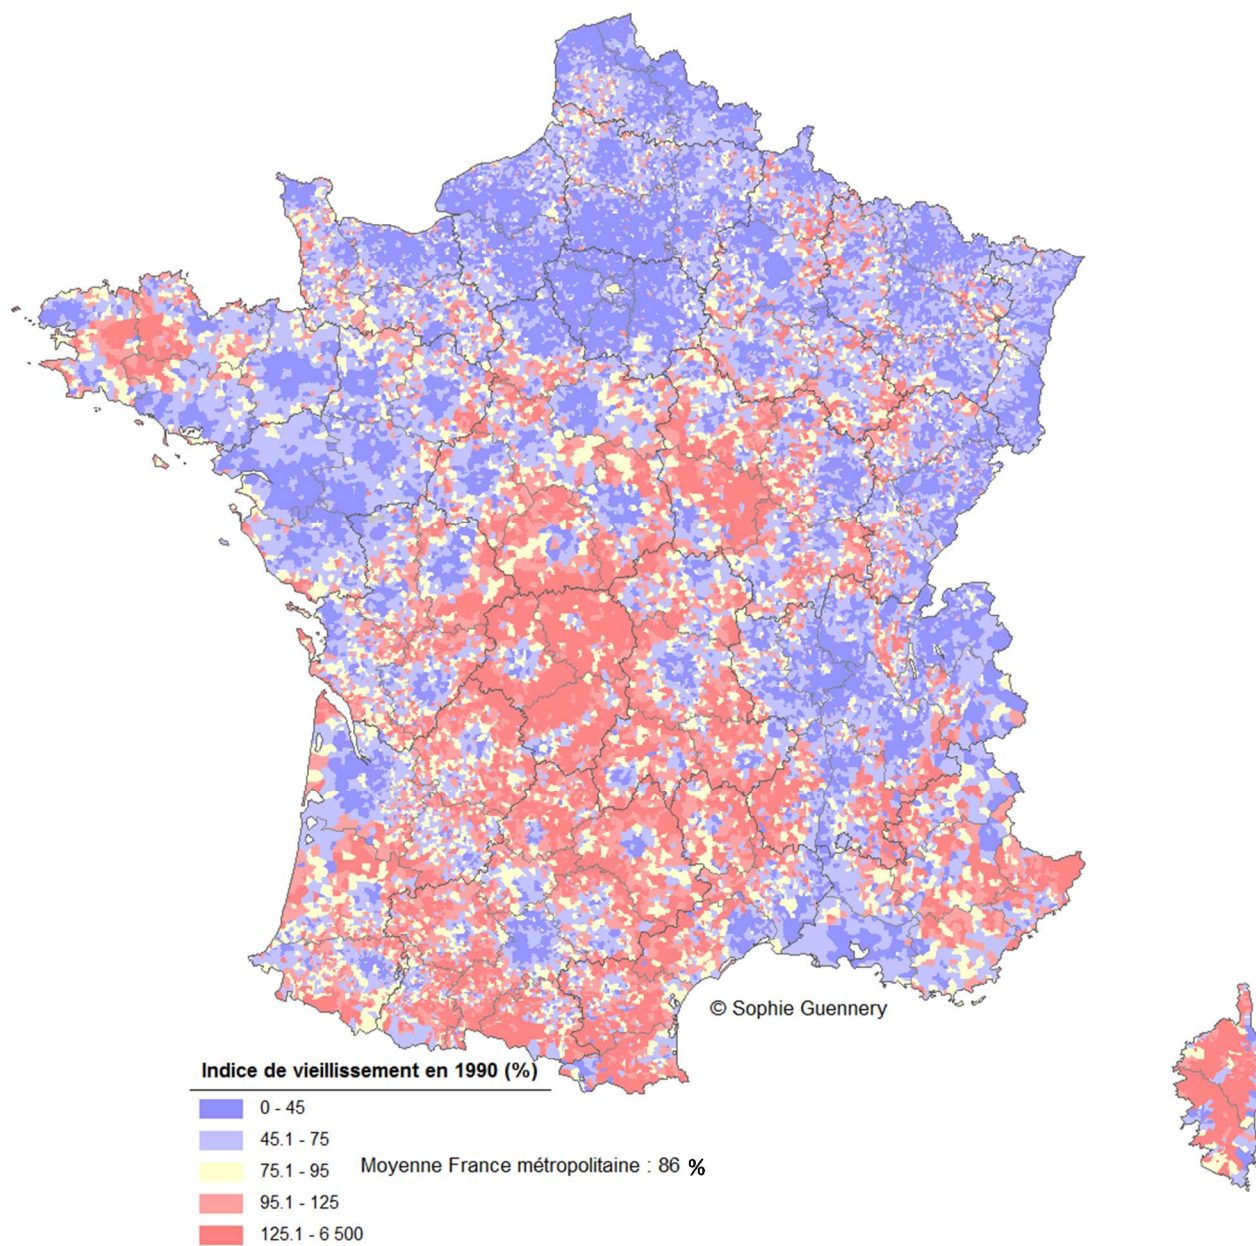 © Sophie Guennery
Indice de vieillissement en 1990 (%)
0 - 45
45.1 - 75
75.1 - 95
Moyenne France métropolitaine : 86 %
95.1 - 125
125.1 - 6 500